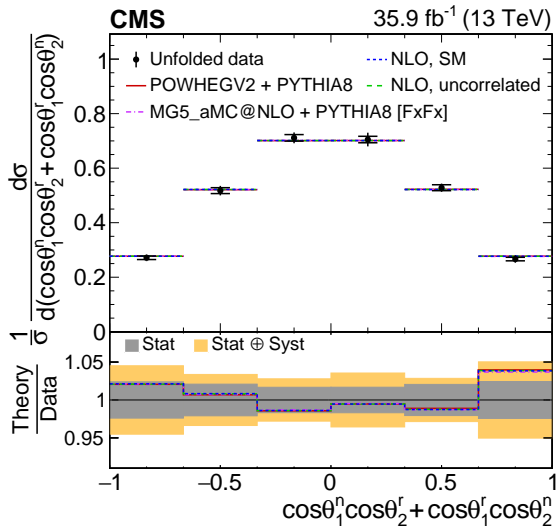 CMS 35.9 fb⁻¹ (13 TeV)
Unfolded data
NLO, SM
POWHEGV2 + PYTHIA8
NLO, uncorrelated
MG5_aMC@NLO + PYTHIA8 [FxFx]
1/σ dσ/d(cosθ₁ⁿcosθ₂ʳ + cosθ₁ʳcosθ₂ⁿ)
1
0.8
0.6
0.4
0.2
0
Stat
Stat ⊕ Syst
Theory/Data
1.05
1
0.95
−1 −0.5 0 0.5 1
cosθ₁ⁿcosθ₂ʳ + cosθ₁ʳcosθ₂ⁿ